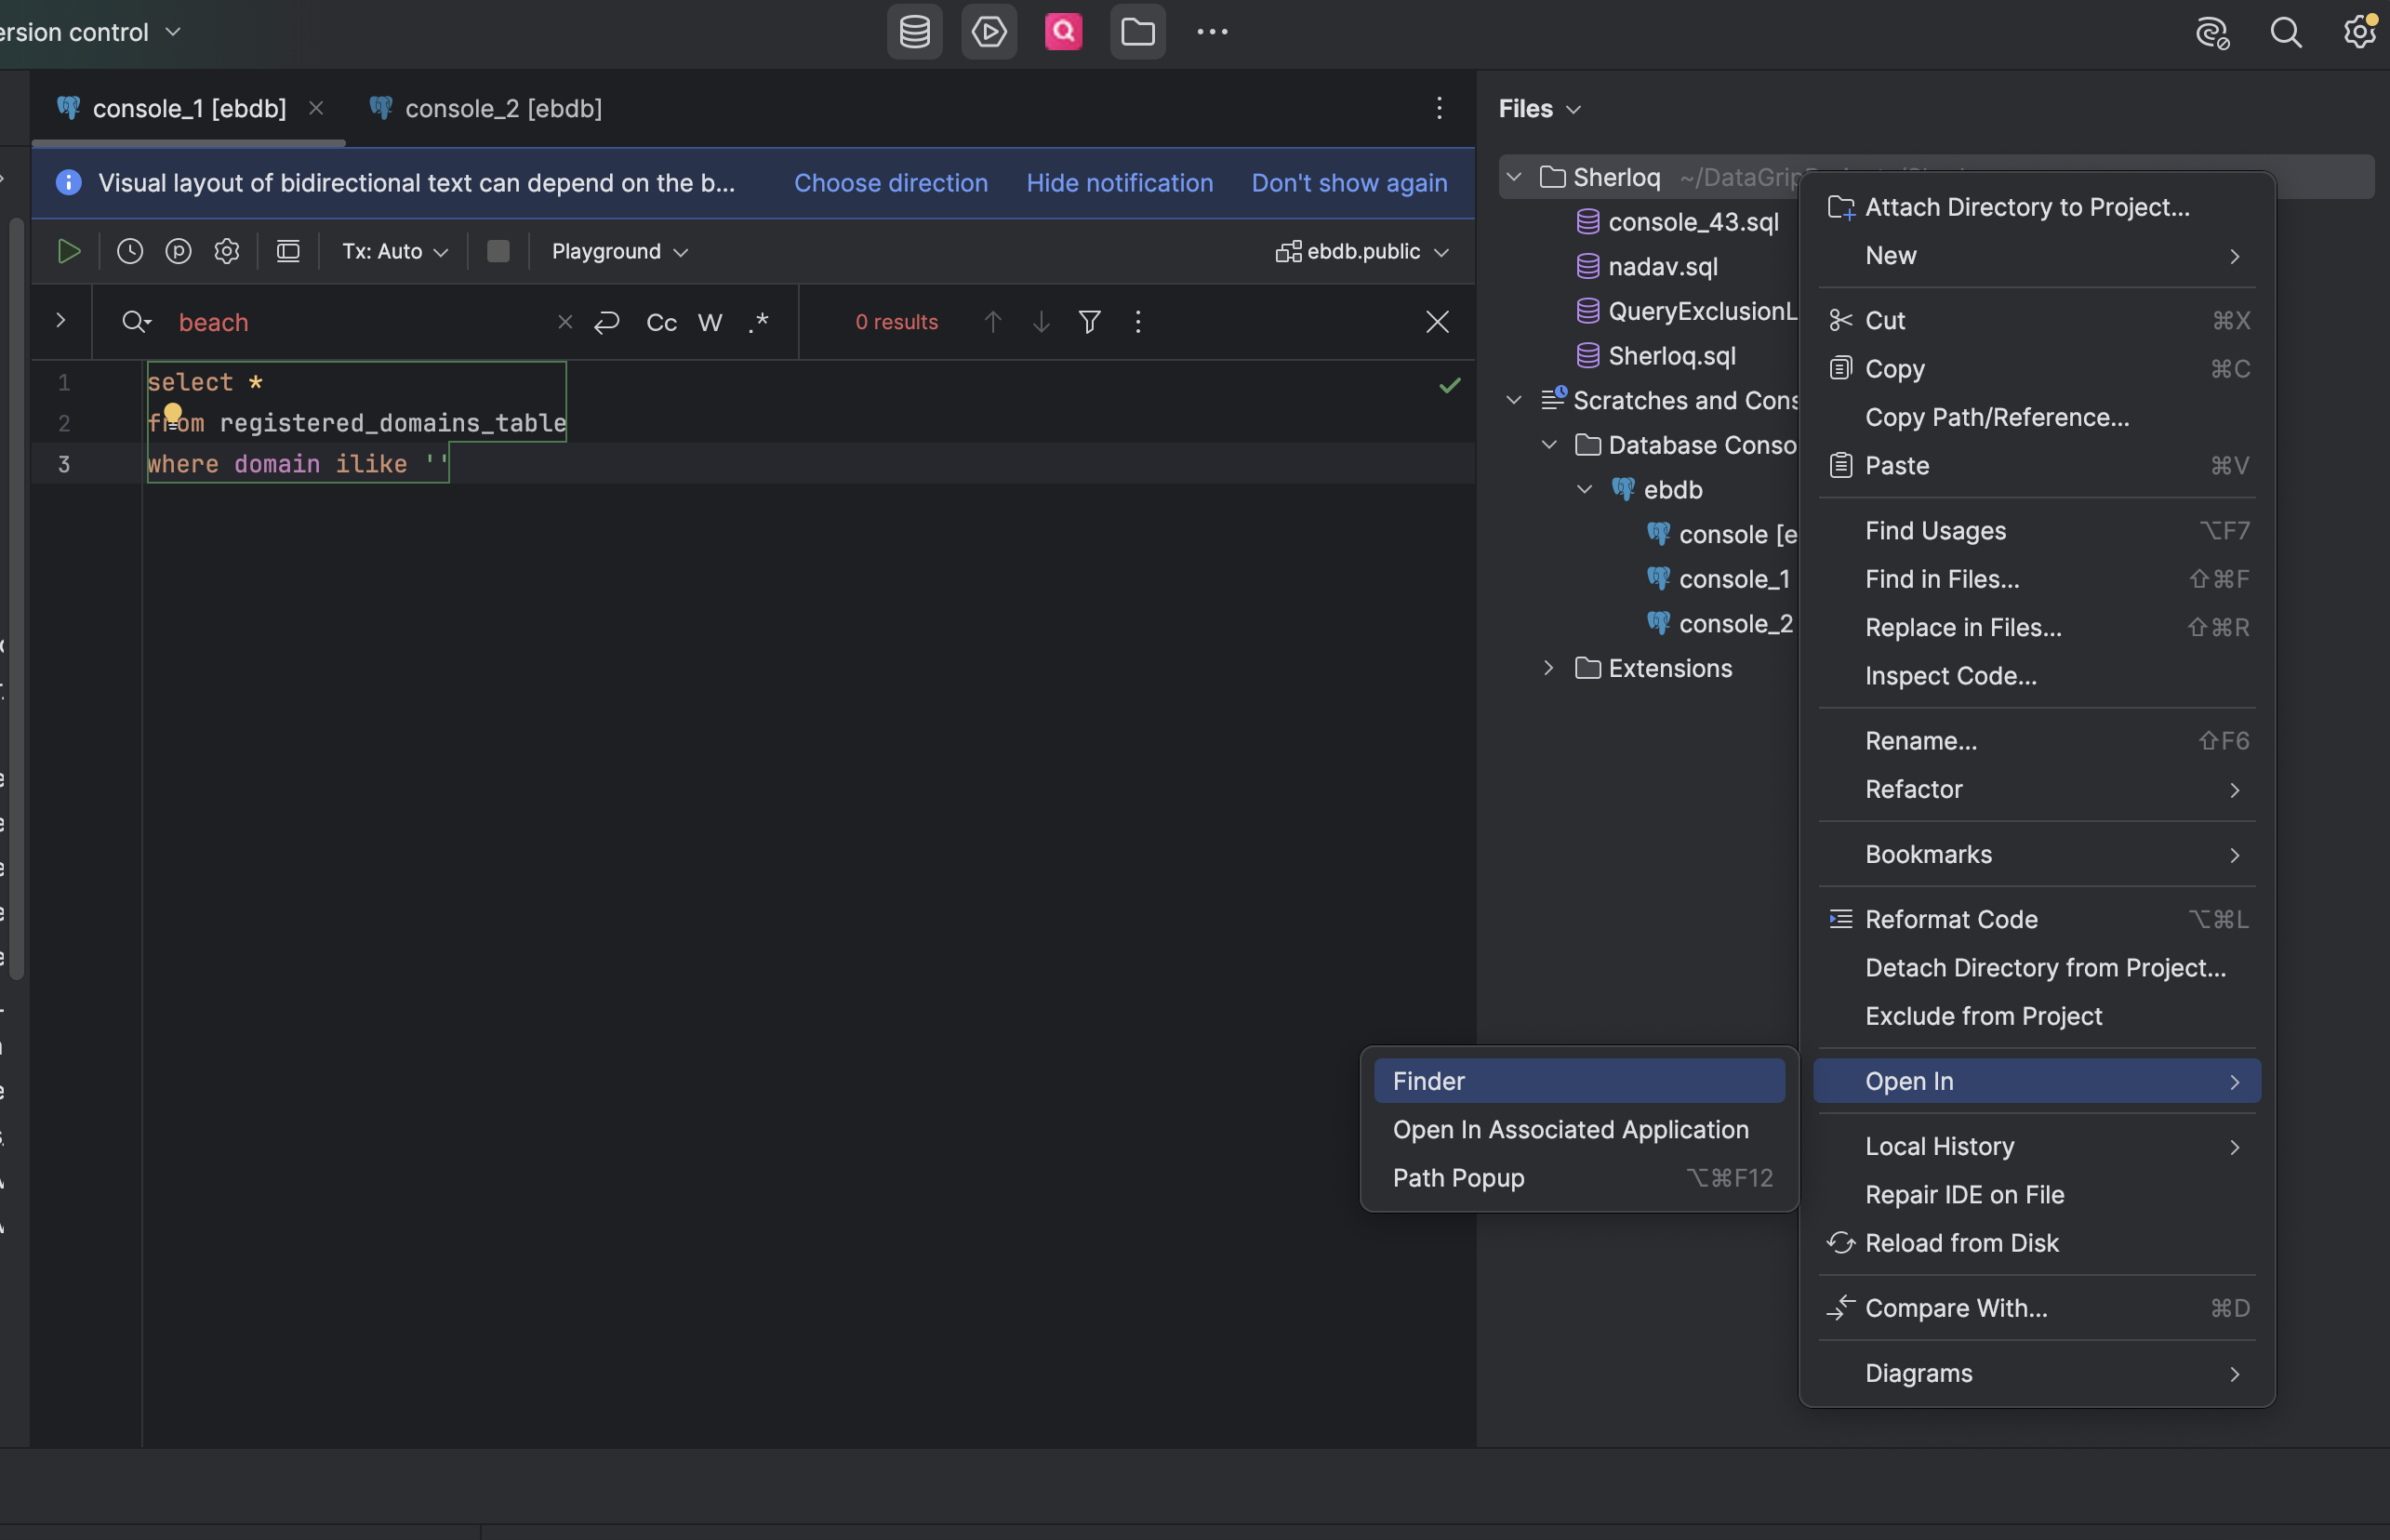 ersion control
console_1 [ebdb]
console_2 [ebdb]
Visual layout of bidirectional text can depend on the b...
Choose direction
Hide notification
Don't show again
Tx: Auto
Playground
ebdb.public
beach
Cc
W
.*
0 results
1 select *
2 from registered_domains_table
3 where domain ilike ''
Files
Sherloq
console_43.sql
nadav.sql
QueryExclusionL
Sherloq.sql
Scratches and Cons
Database Conso
ebdb
console [e
console_1
console_2
Extensions
Attach Directory to Project...
New
Cut ⌘X
Copy ⌘C
Copy Path/Reference...
Paste ⌘V
Find Usages ⌥F7
Find in Files... ⇧⌘F
Replace in Files... ⇧⌘R
Inspect Code...
Rename... ⇧F6
Refactor
Bookmarks
Reformat Code ⌥⌘L
Detach Directory from Project...
Exclude from Project
Open In
Local History
Repair IDE on File
Reload from Disk
Compare With... ⌘D
Diagrams
Finder
Open In Associated Application
Path Popup ⌥⌘F12